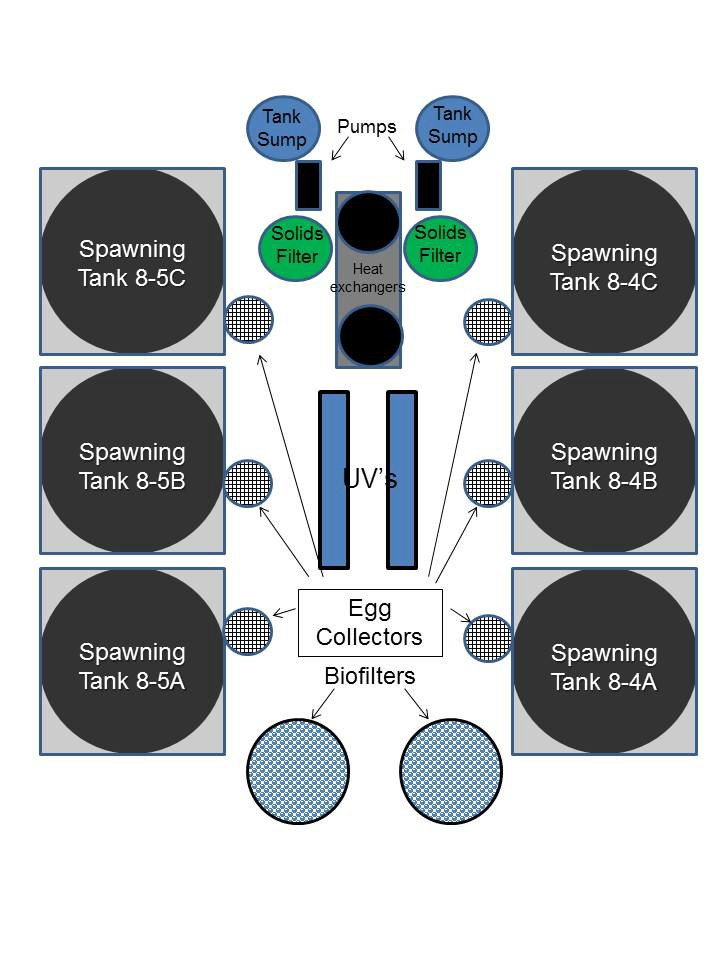 Tank
Sump
Pumps
Tank
Sump
Solids
Filter
Solids
Filter
Heat
exchangers
Spawning
Tank 8-5C
Spawning
Tank 8-4C
Spawning
Tank 8-5B
UV's
Spawning
Tank 8-4B
Spawning
Tank 8-5A
Egg
Collectors
Spawning
Tank 8-4A
Biofilters